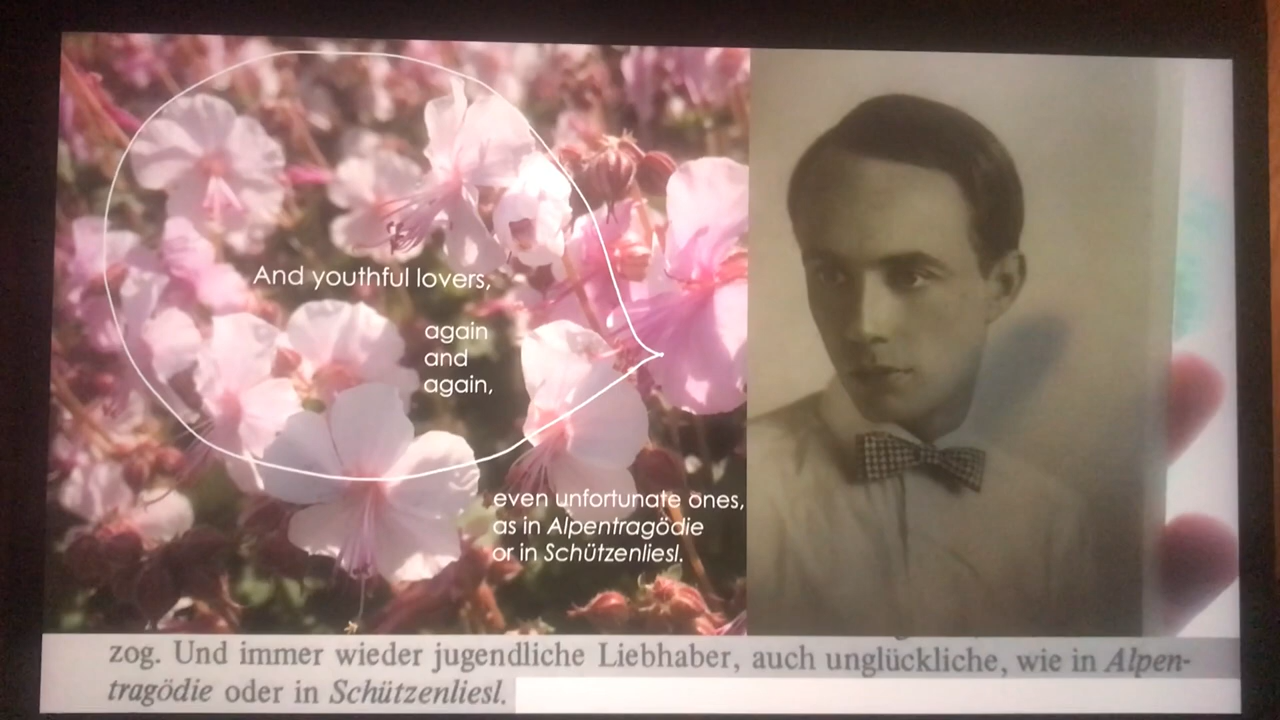 And youthful lovers,
again
and
again,
even unfortunate ones,
as in Alpentragödie
or in Schützenliesl.
zog. Und immer wieder jugendliche Liebhaber, auch unglückliche, wie in Alpen-
tragödie oder in Schützenliesl.